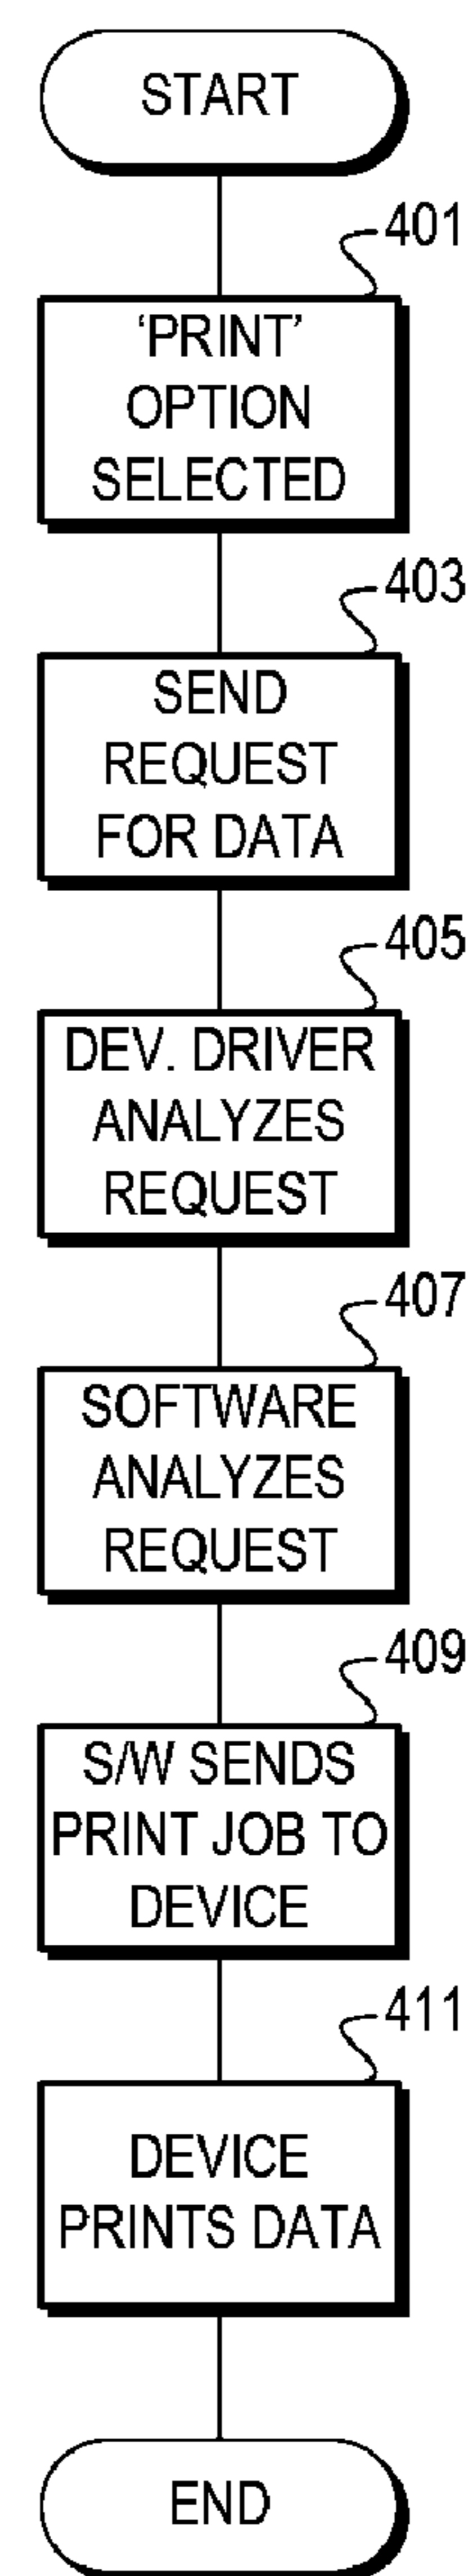 START
401
‘PRINT’
OPTION
SELECTED
403
SEND
REQUEST
FOR DATA
405
DEV. DRIVER
ANALYZES
REQUEST
407
SOFTWARE
ANALYZES
REQUEST
409
S/W SENDS
PRINT JOB TO
DEVICE
411
DEVICE
PRINTS DATA
END